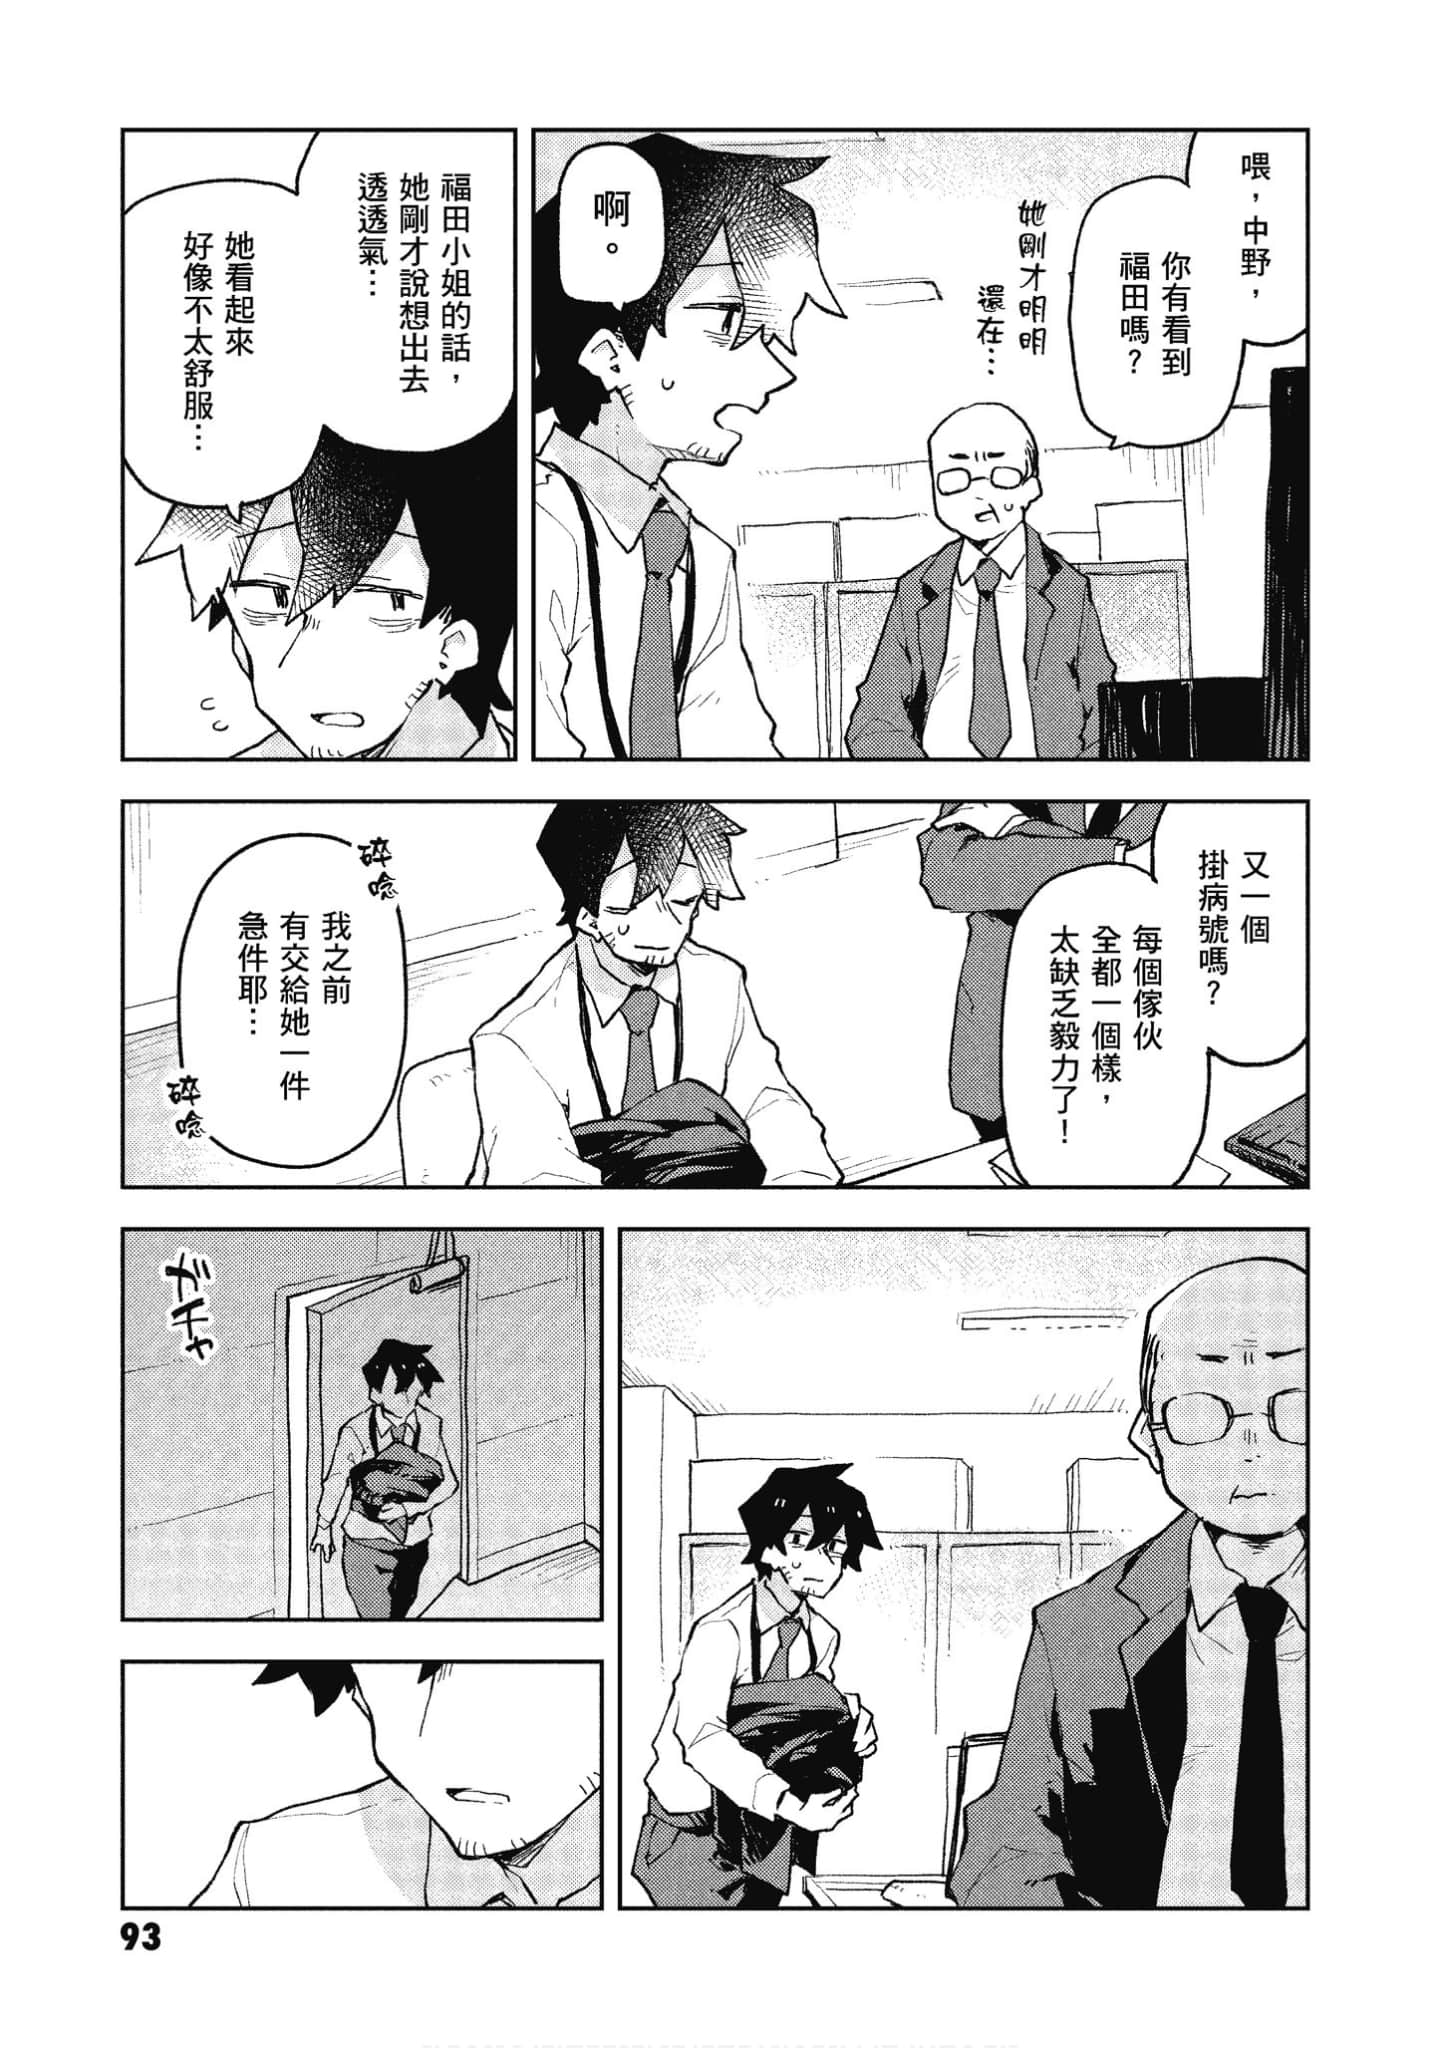 喂，中野，
你有看到
福田嗎？
她剛才明明
還在…
啊。
福田小姐的話，
她剛才說想出去
透透氣…
她看起來
好像不太舒服…
又一個
掛病號嗎？
每個傢伙
全都一個樣，
太缺乏毅力了！
碎唸
我之前
有交給她一件
急件耶…
碎唸
ガチャ
93